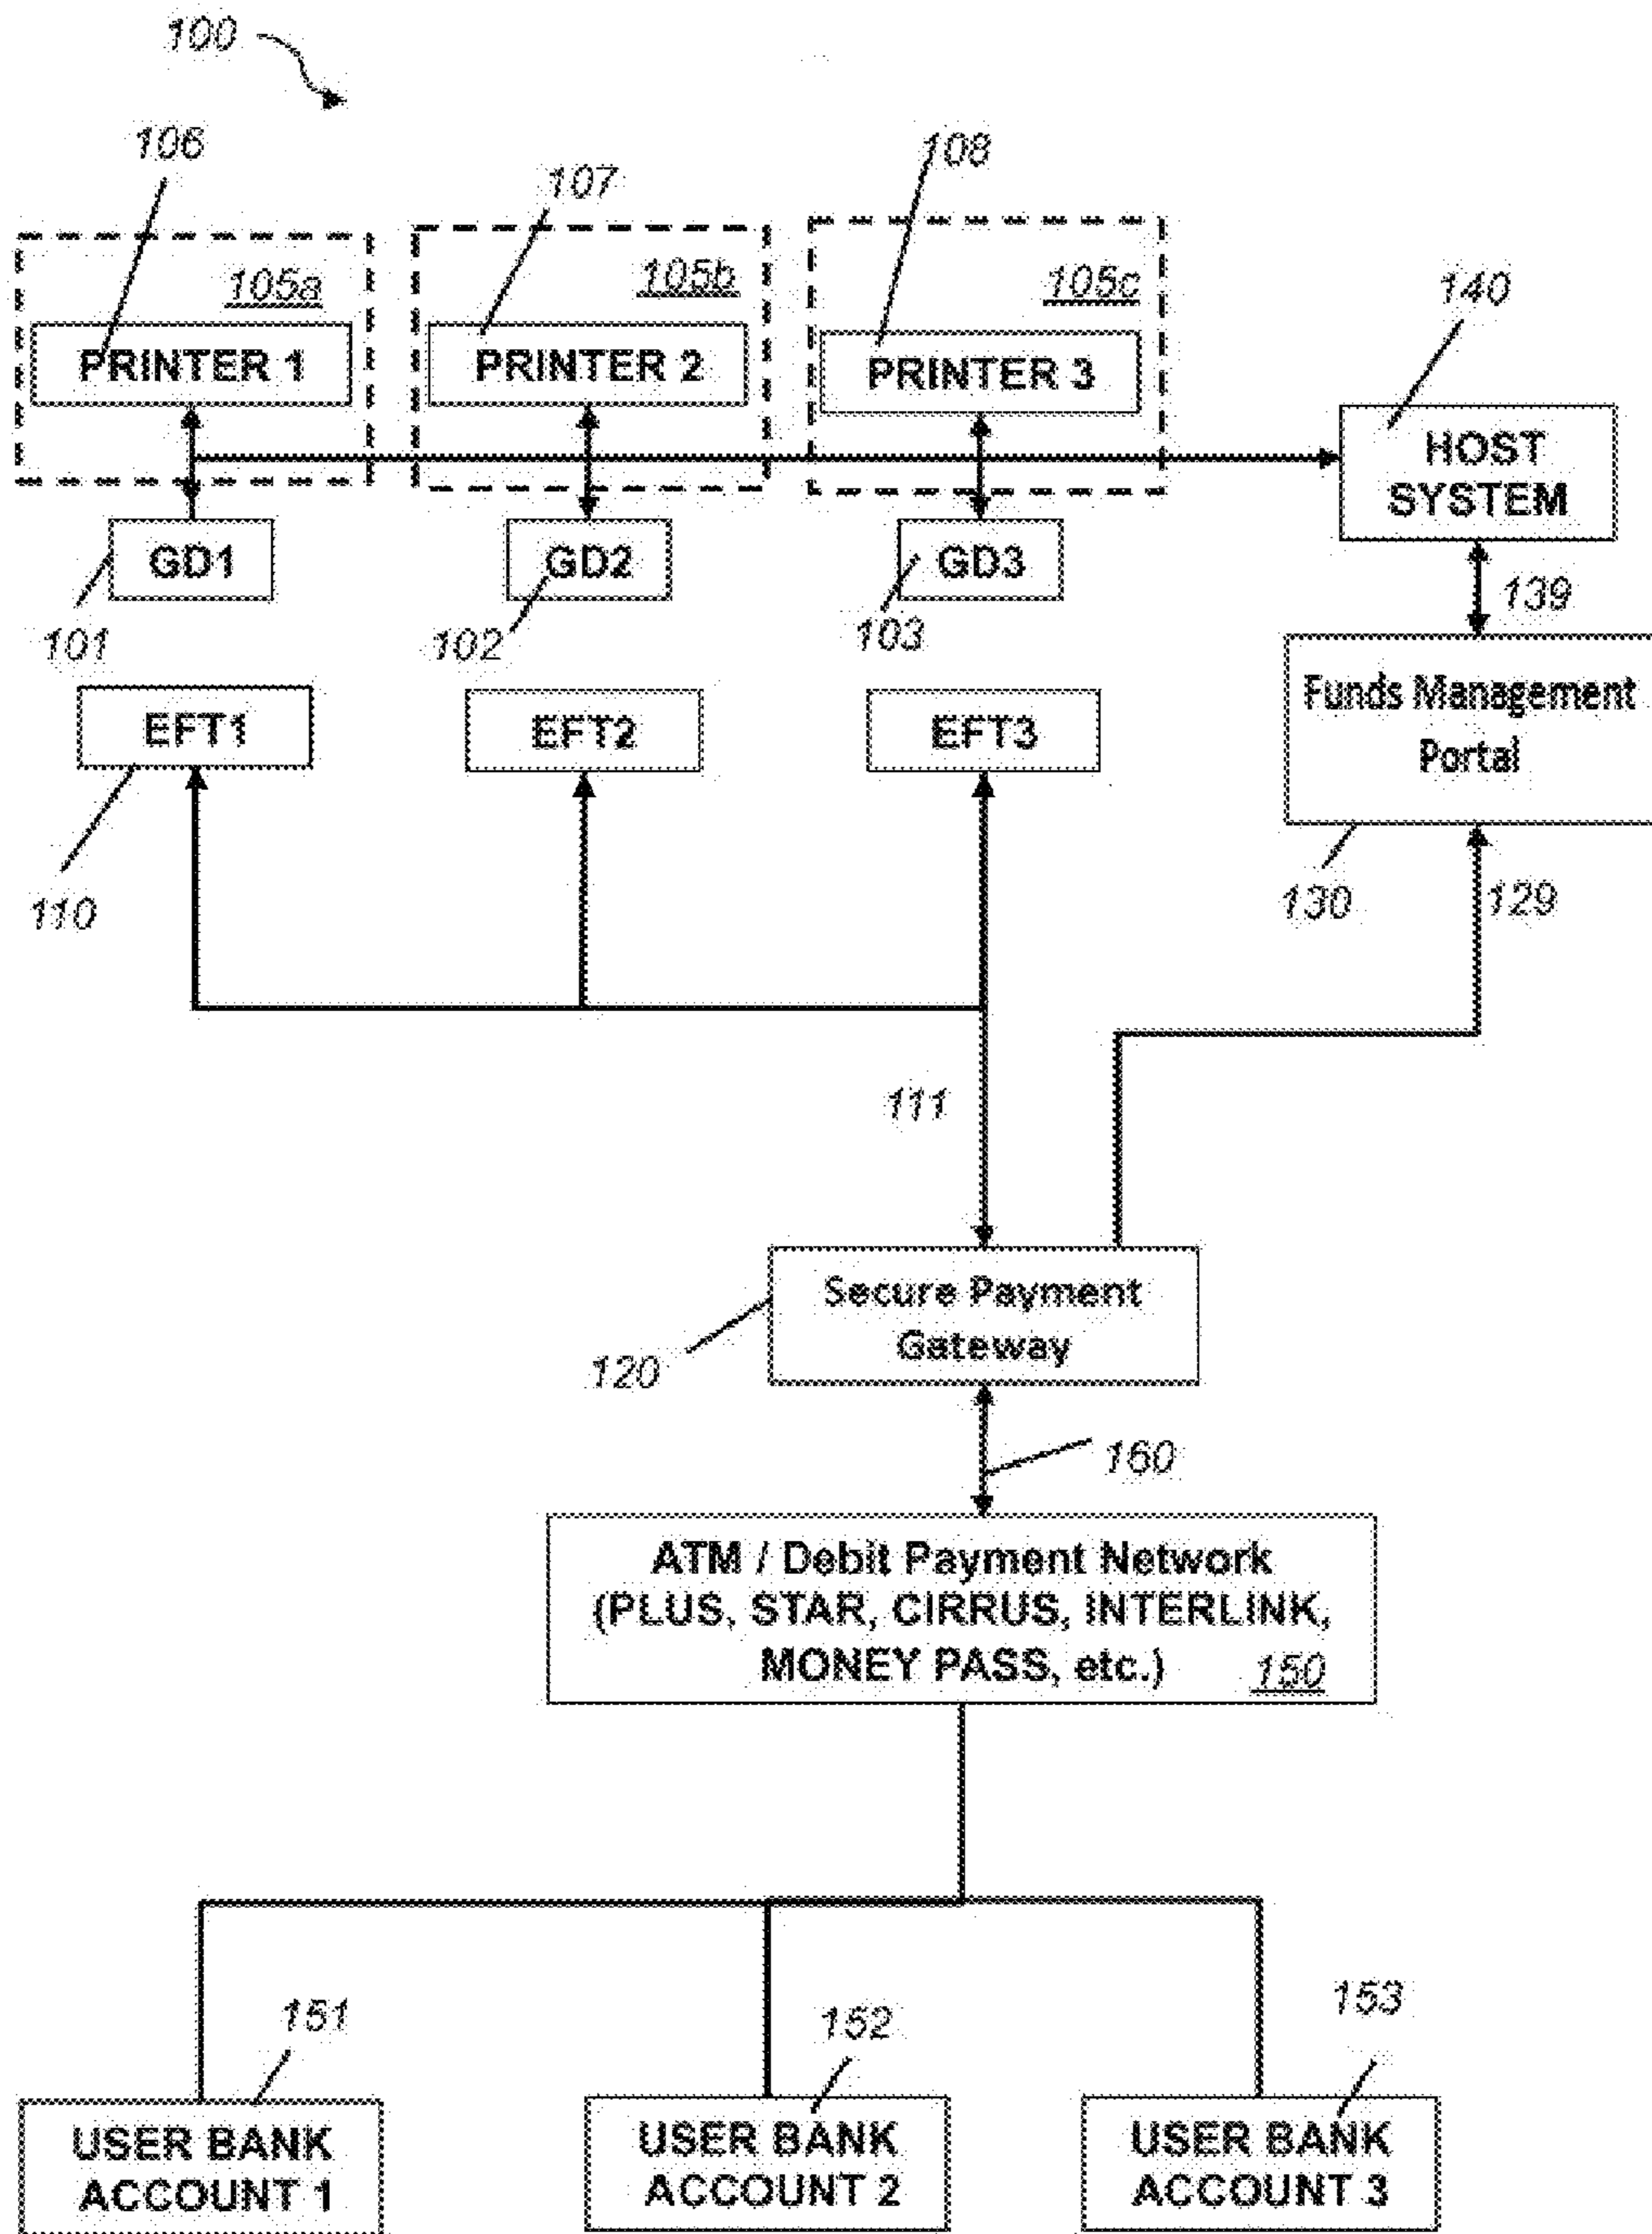 100
106
107
108
105a
105b
105c
140
PRINTER 1
PRINTER 2
PRINTER 3
HOST
SYSTEM
GD1
GD2
GD3
139
101
102
103
EFT1
EFT2
EFT3
Funds Management
Portal
110
130
129
111
Secure Payment
Gateway
120
160
ATM / Debit Payment Network
(PLUS, STAR, CIRRUS, INTERLINK,
MONEY PASS, etc.) 150
151
152
153
USER BANK
ACCOUNT 1
USER BANK
ACCOUNT 2
USER BANK
ACCOUNT 3